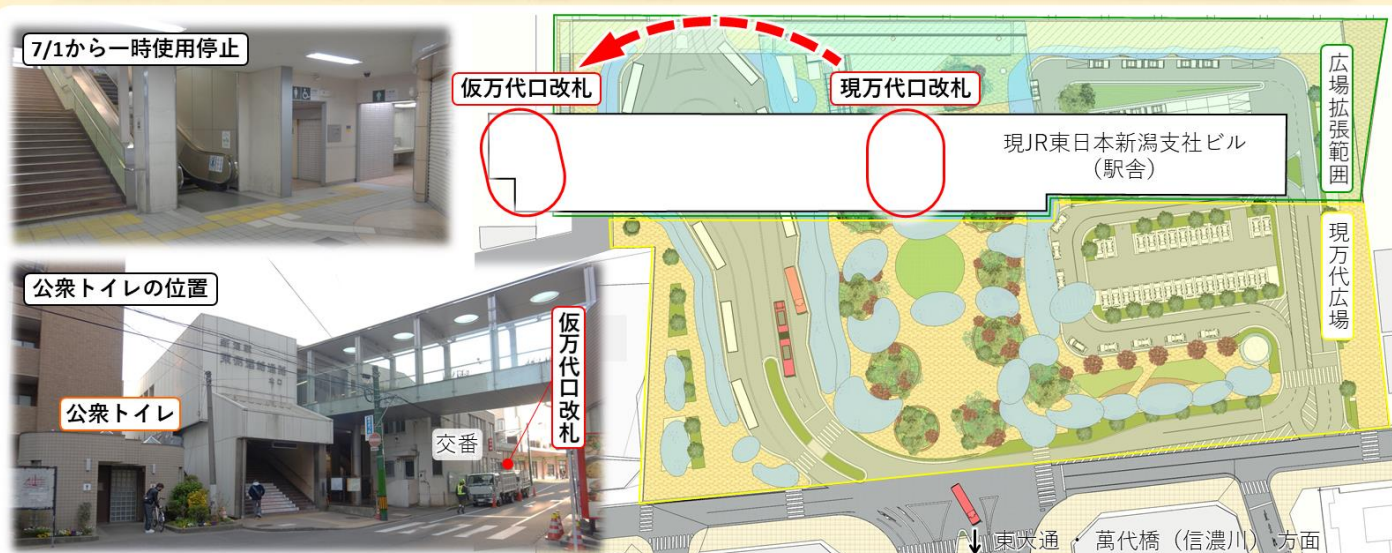 7/1から一時使用停止
仮万代口改札
現万代口改札
現JR東日本新潟支社ビル
(駅舎)
広場拡張範囲
現万代広場
公衆トイレの位置
公衆トイレ
交番
仮万代口改札
↓ 東大通・萬代橋（信濃川）方面